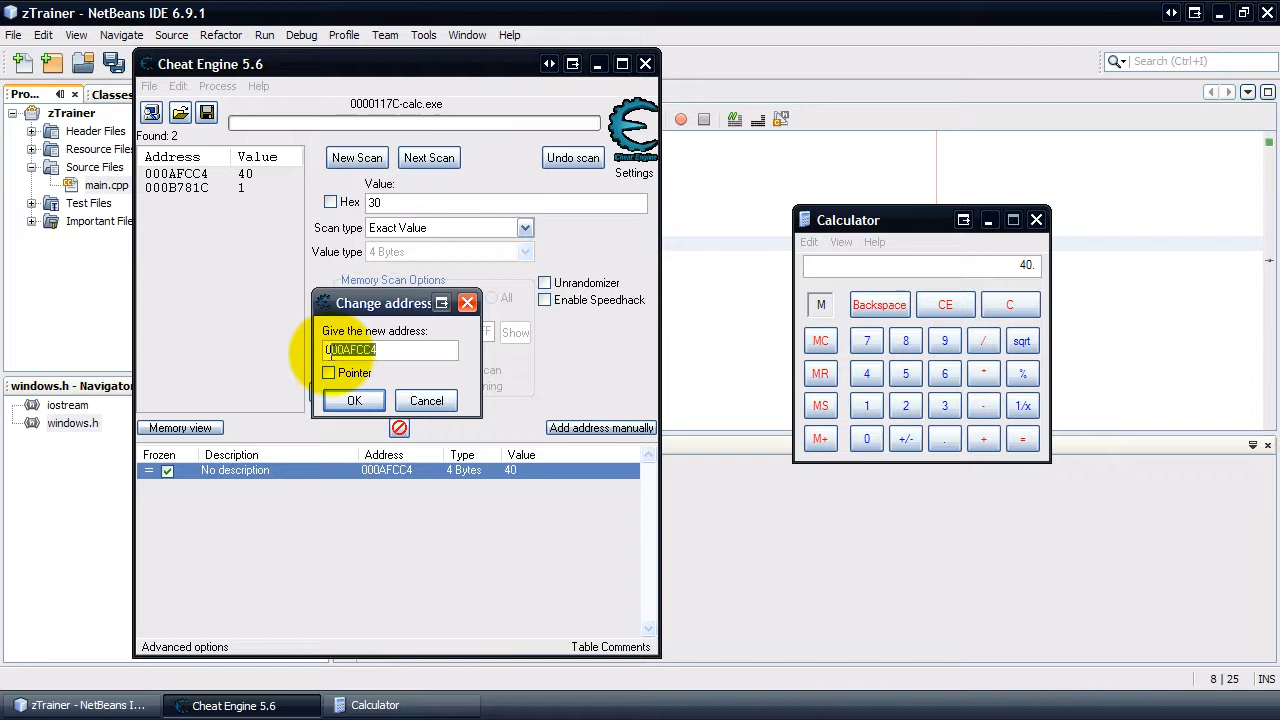 zTrainer - NetBeans IDE 6.9.1
File Edit View Navigate Source Refactor Run Debug Profile Team Tools Window Help
Search (Ctrl+I)
Pro... Classes
zTrainer
Header Files
Resource Files
Source Files
main.cpp
Test Files
Important Files
windows.h - Navigator
iostream
windows.h
Cheat Engine 5.6
File Edit Process Help
0000117C-calc.exe
Found: 2
Address Value
000AFCC4 40
000B781C 1
New Scan Next Scan Undo scan
Settings
Value:
Hex 30
Scan type Exact Value
Value type 4 Bytes
Memory Scan Options
All
Unrandomizer
Enable Speedhack
FF Show
Change address
Give the new address:
000AFCC4
Pointer
OK Cancel
Memory view Add address manually
Frozen Description Address Type Value
= No description 000AFCC4 4 Bytes 40
Advanced options Table Comments
Calculator
Edit View Help
40.
M Backspace CE C
MC 7 8 9 / sqrt
MR 4 5 6 * %
MS 1 2 3 - 1/x
M+ 0 +/- . + =
8 | 25 INS
zTrainer - NetBeans I... Cheat Engine 5.6 Calculator